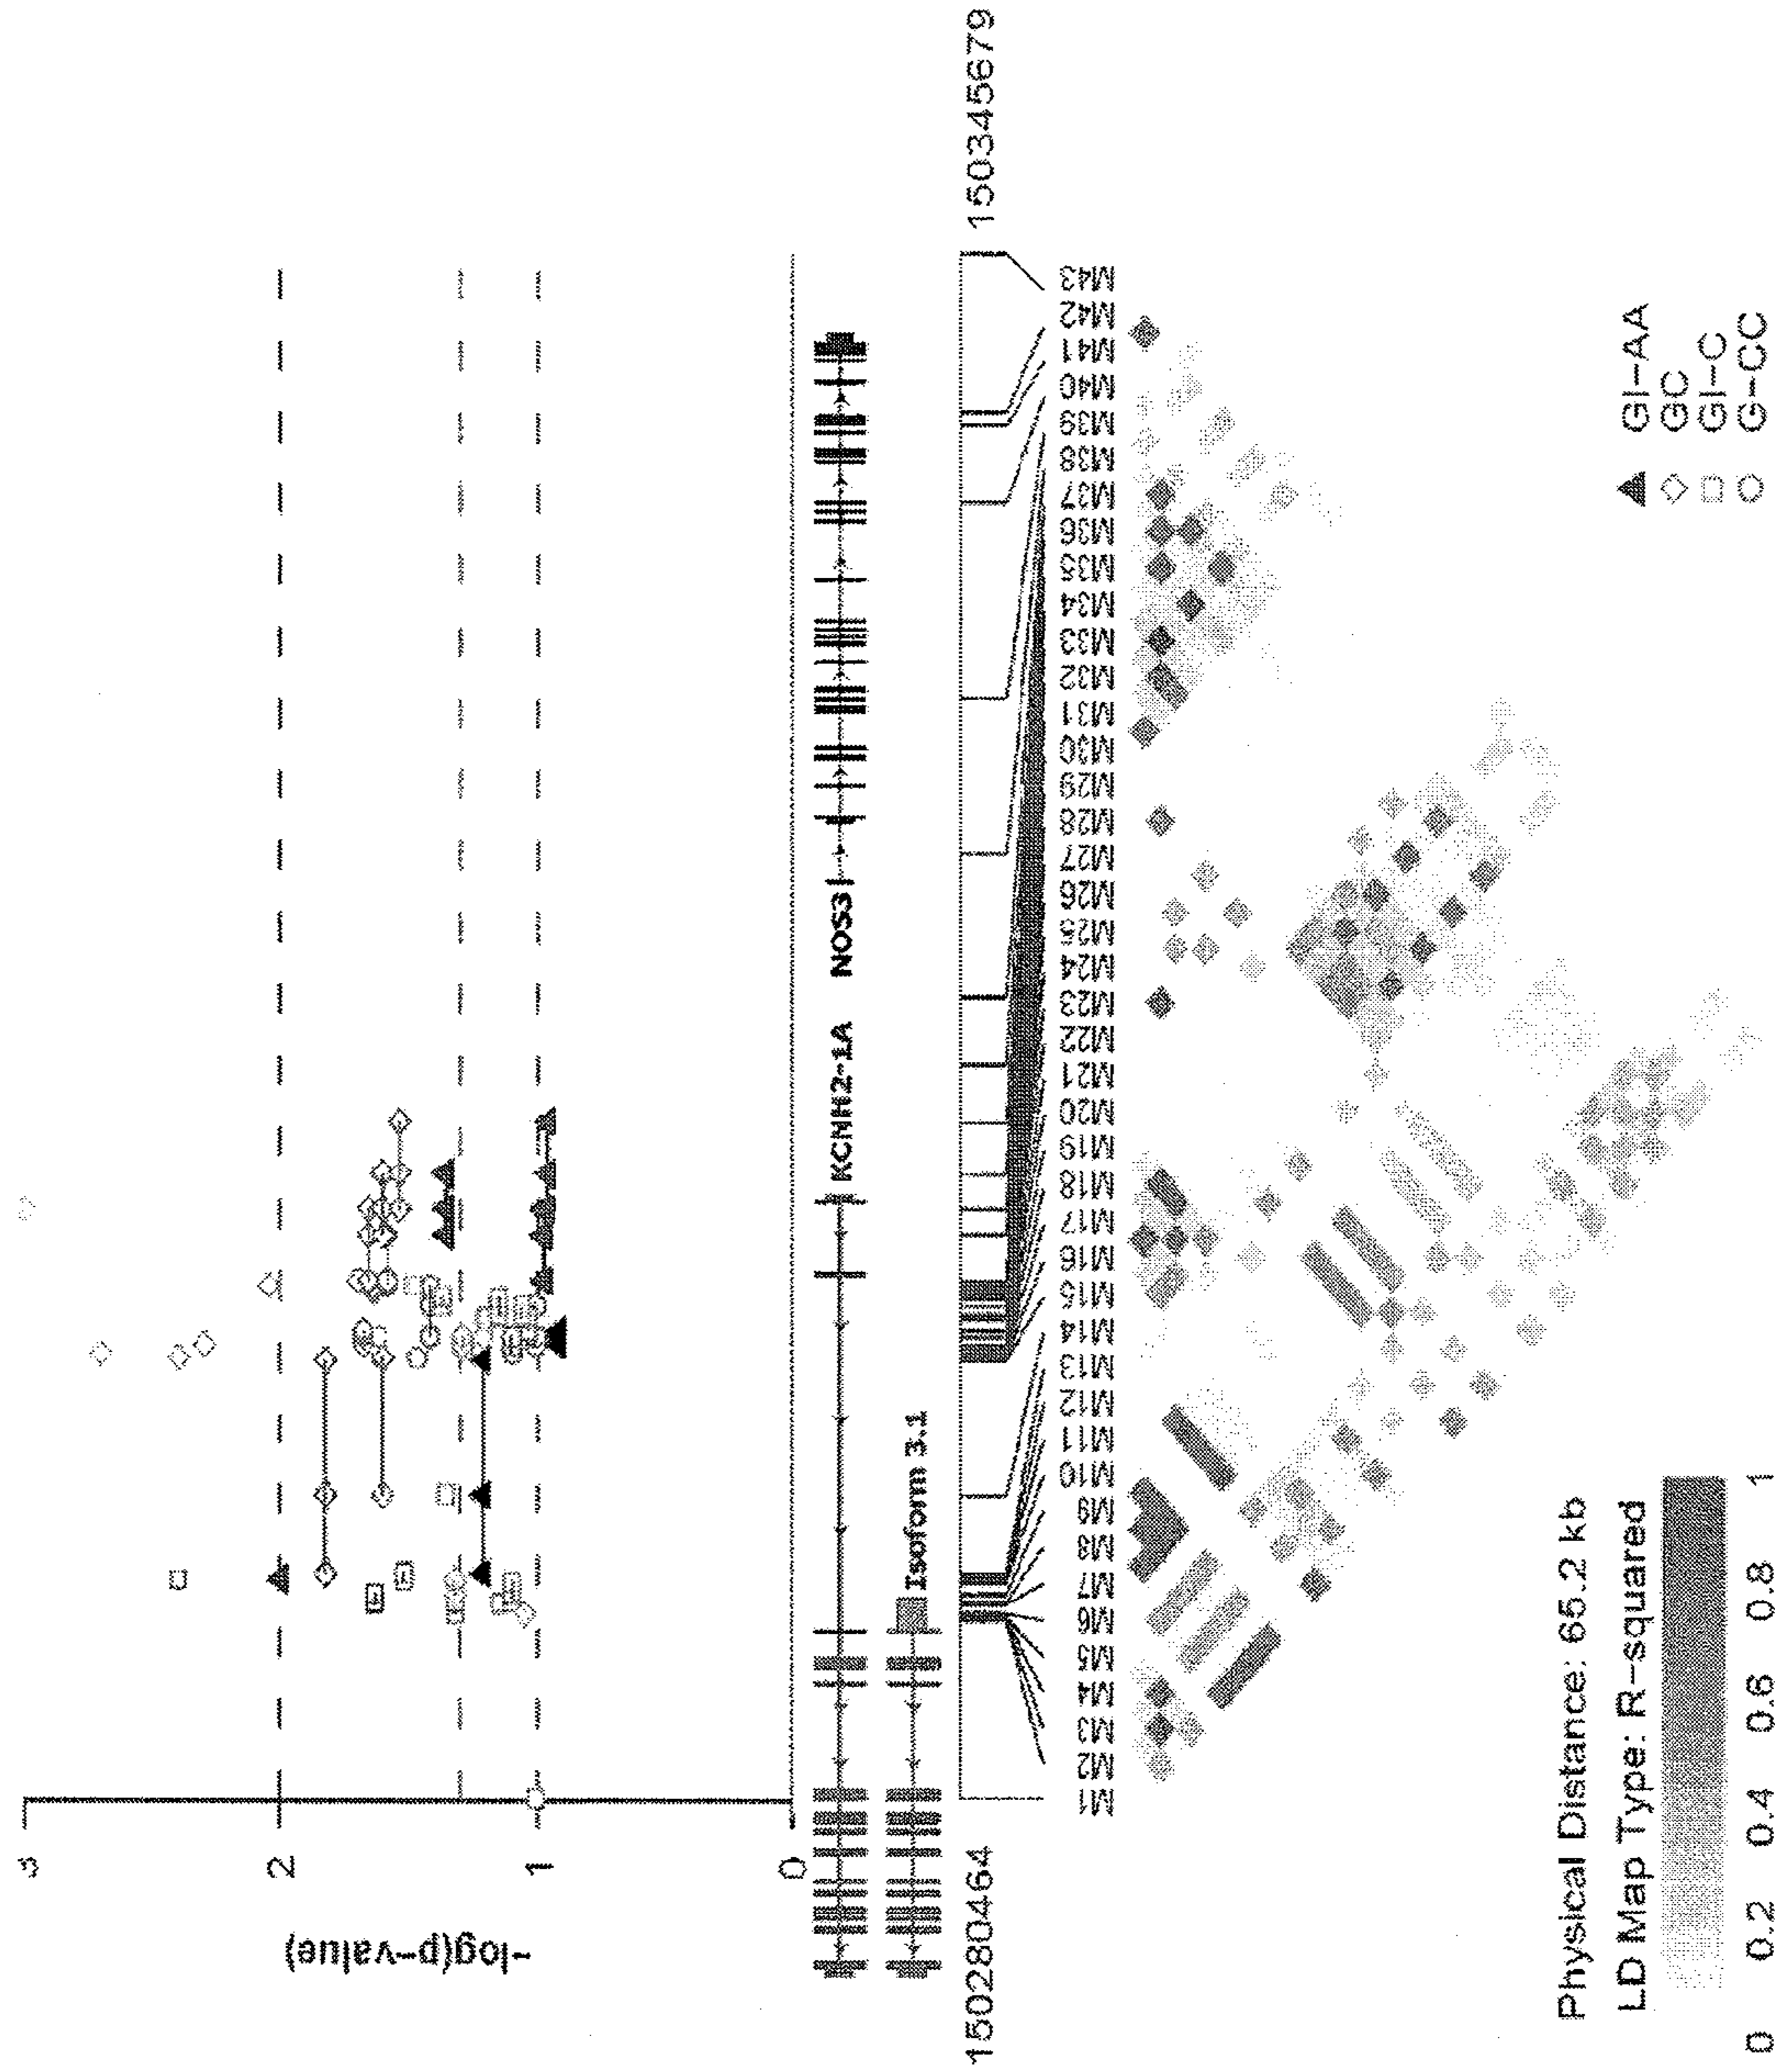 3
2
1
0
-log(p-value)
KCNH2-1A NOS3
Isoform 3.1
150280464
150345679
M1 M2 M3 M4 M5 M6 M7 M8 M9 M10 M11 M12 M13 M14 M15 M16 M17 M18 M19 M20 M21 M22 M23 M24 M25 M26 M27 M28 M29 M30 M31 M32 M33 M34 M35 M36 M37 M38 M39 M40 M41 M42 M43
Physical Distance: 65.2 kb
LD Map Type: R-squared
0 0.2 0.4 0.6 0.8 1
GI-AA
GC
GI-C
G-CC